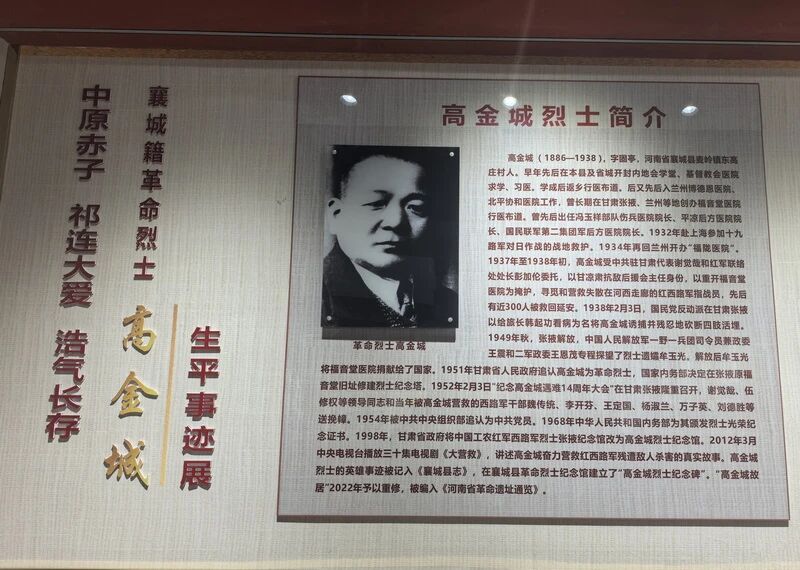 中原赤子 祁连大爱 浩气长存
襄城籍革命烈士
高金城
生平事迹展
高金城烈士简介
革命烈士高金城
高金城（1886—1938），字固亭，河南省襄城县麦岭镇东高
庄村人。早年先后在本县及省城开封内地会学堂、基督教会医院
求学、习医。学成后返乡行医布道。后又先后入兰州博德恩医院、
北平协和医院工作，曾长期在甘肃张掖、兰州等地创办福音堂医院
行医布道。曾先后出任冯玉祥部队伤兵医院院长、平凉后方医院院
长、国民联军第二集团军后方医院院长。1932年赴上海参加十九
路军对日作战的战地救护。1934年再回兰州开办“福陇医院”。
1937年至1938年初，高金城受中共驻甘肃代表谢觉哉和红军联络
处处长彭加伦委托，以甘凉肃抗敌后援会主任身份，以重开福音堂
医院为掩护，寻觅和营救失散在河西走廊的红西路军指战员，先后
有近300人被救回延安。1938年2月3日，国民党反动派在甘肃张掖
以给旅长韩起功看病为名将高金城诱捕并残忍地砍断四肢活埋。
1949年秋，张掖解放，中国人民解放军一野一兵团司令员兼政委
王震和二军政委王恩茂专程探望了烈士遗孀牟玉光。解放后牟玉光
将福音堂医院捐献给了国家。1951年甘肃省人民政府追认高金城为革命烈士，国家内务部决定在张掖原福
音堂旧址修建烈士纪念塔。1952年2月3日“纪念高金城遇难14周年大会”在甘肃张掖隆重召开，谢觉哉、伍
修权等领导同志和当年被高金城营救的西路军干部魏传统、李开芬、王定国、杨淑兰、万子英、刘德胜等
送挽幛。1954年被中共中央组织部追认为中共党员。1968年中华人民共和国内务部为其颁发烈士光荣纪
念证书。1998年，甘肃省政府将中国工农红军西路军烈士张掖纪念馆改为高金城烈士纪念馆。2012年3月
中央电视台播放三十集电视剧《大营救》，讲述高金城奋力营救红西路军残遭敌人杀害的真实故事。高金城
烈士的英雄事迹被记入《襄城县志》，在襄城县革命烈士纪念馆建立了“高金城烈士纪念碑”。“高金城故
居”2022年予以重修，被编入《河南省革命遗址通览》。